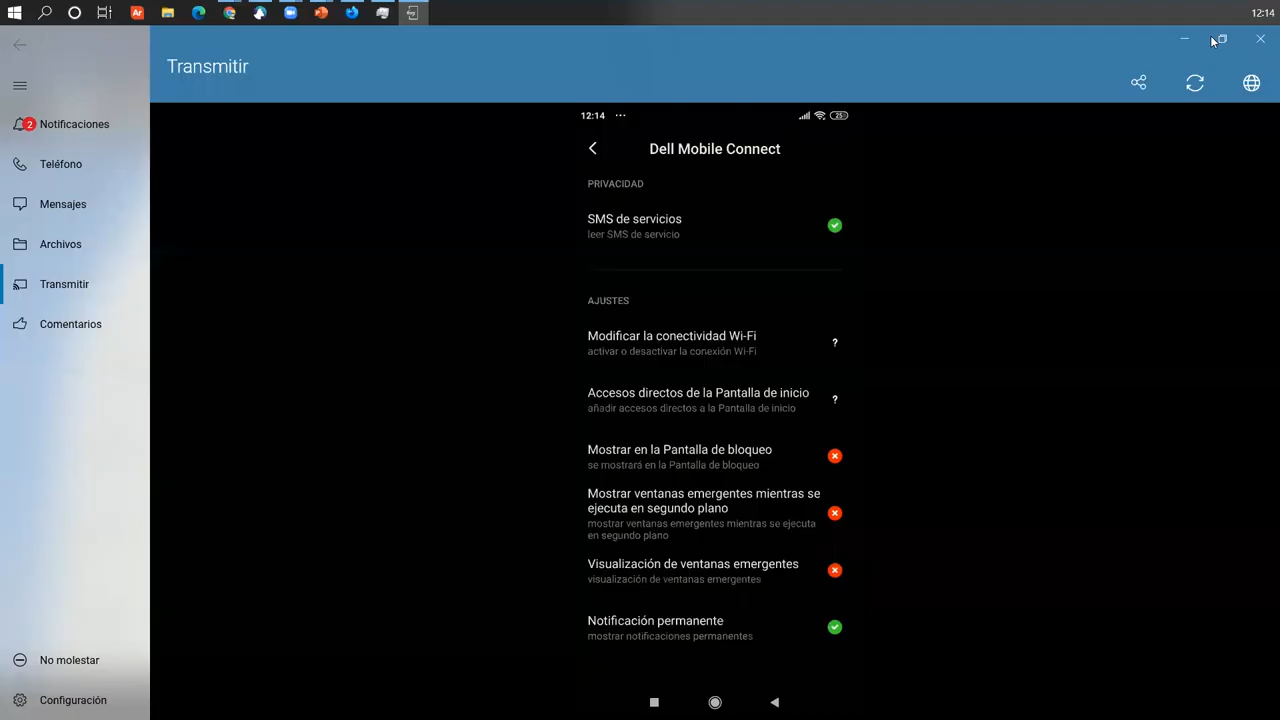 12:14
Transmitir
2
Notificaciones
Teléfono
Mensajes
Archivos
Transmitir
Comentarios
No molestar
Configuración
12:14 ...
25
Dell Mobile Connect
PRIVACIDAD
SMS de servicios
leer SMS de servicio
AJUSTES
Modificar la conectividad Wi-Fi
activar o desactivar la conexión Wi-Fi
?
Accesos directos de la Pantalla de inicio
añadir accesos directos a la Pantalla de inicio
?
Mostrar en la Pantalla de bloqueo
se mostrará en la Pantalla de bloqueo
Mostrar ventanas emergentes mientras se
ejecuta en segundo plano
mostrar ventanas emergentes mientras se ejecuta
en segundo plano
Visualización de ventanas emergentes
visualización de ventanas emergentes
Notificación permanente
mostrar notificaciones permanentes